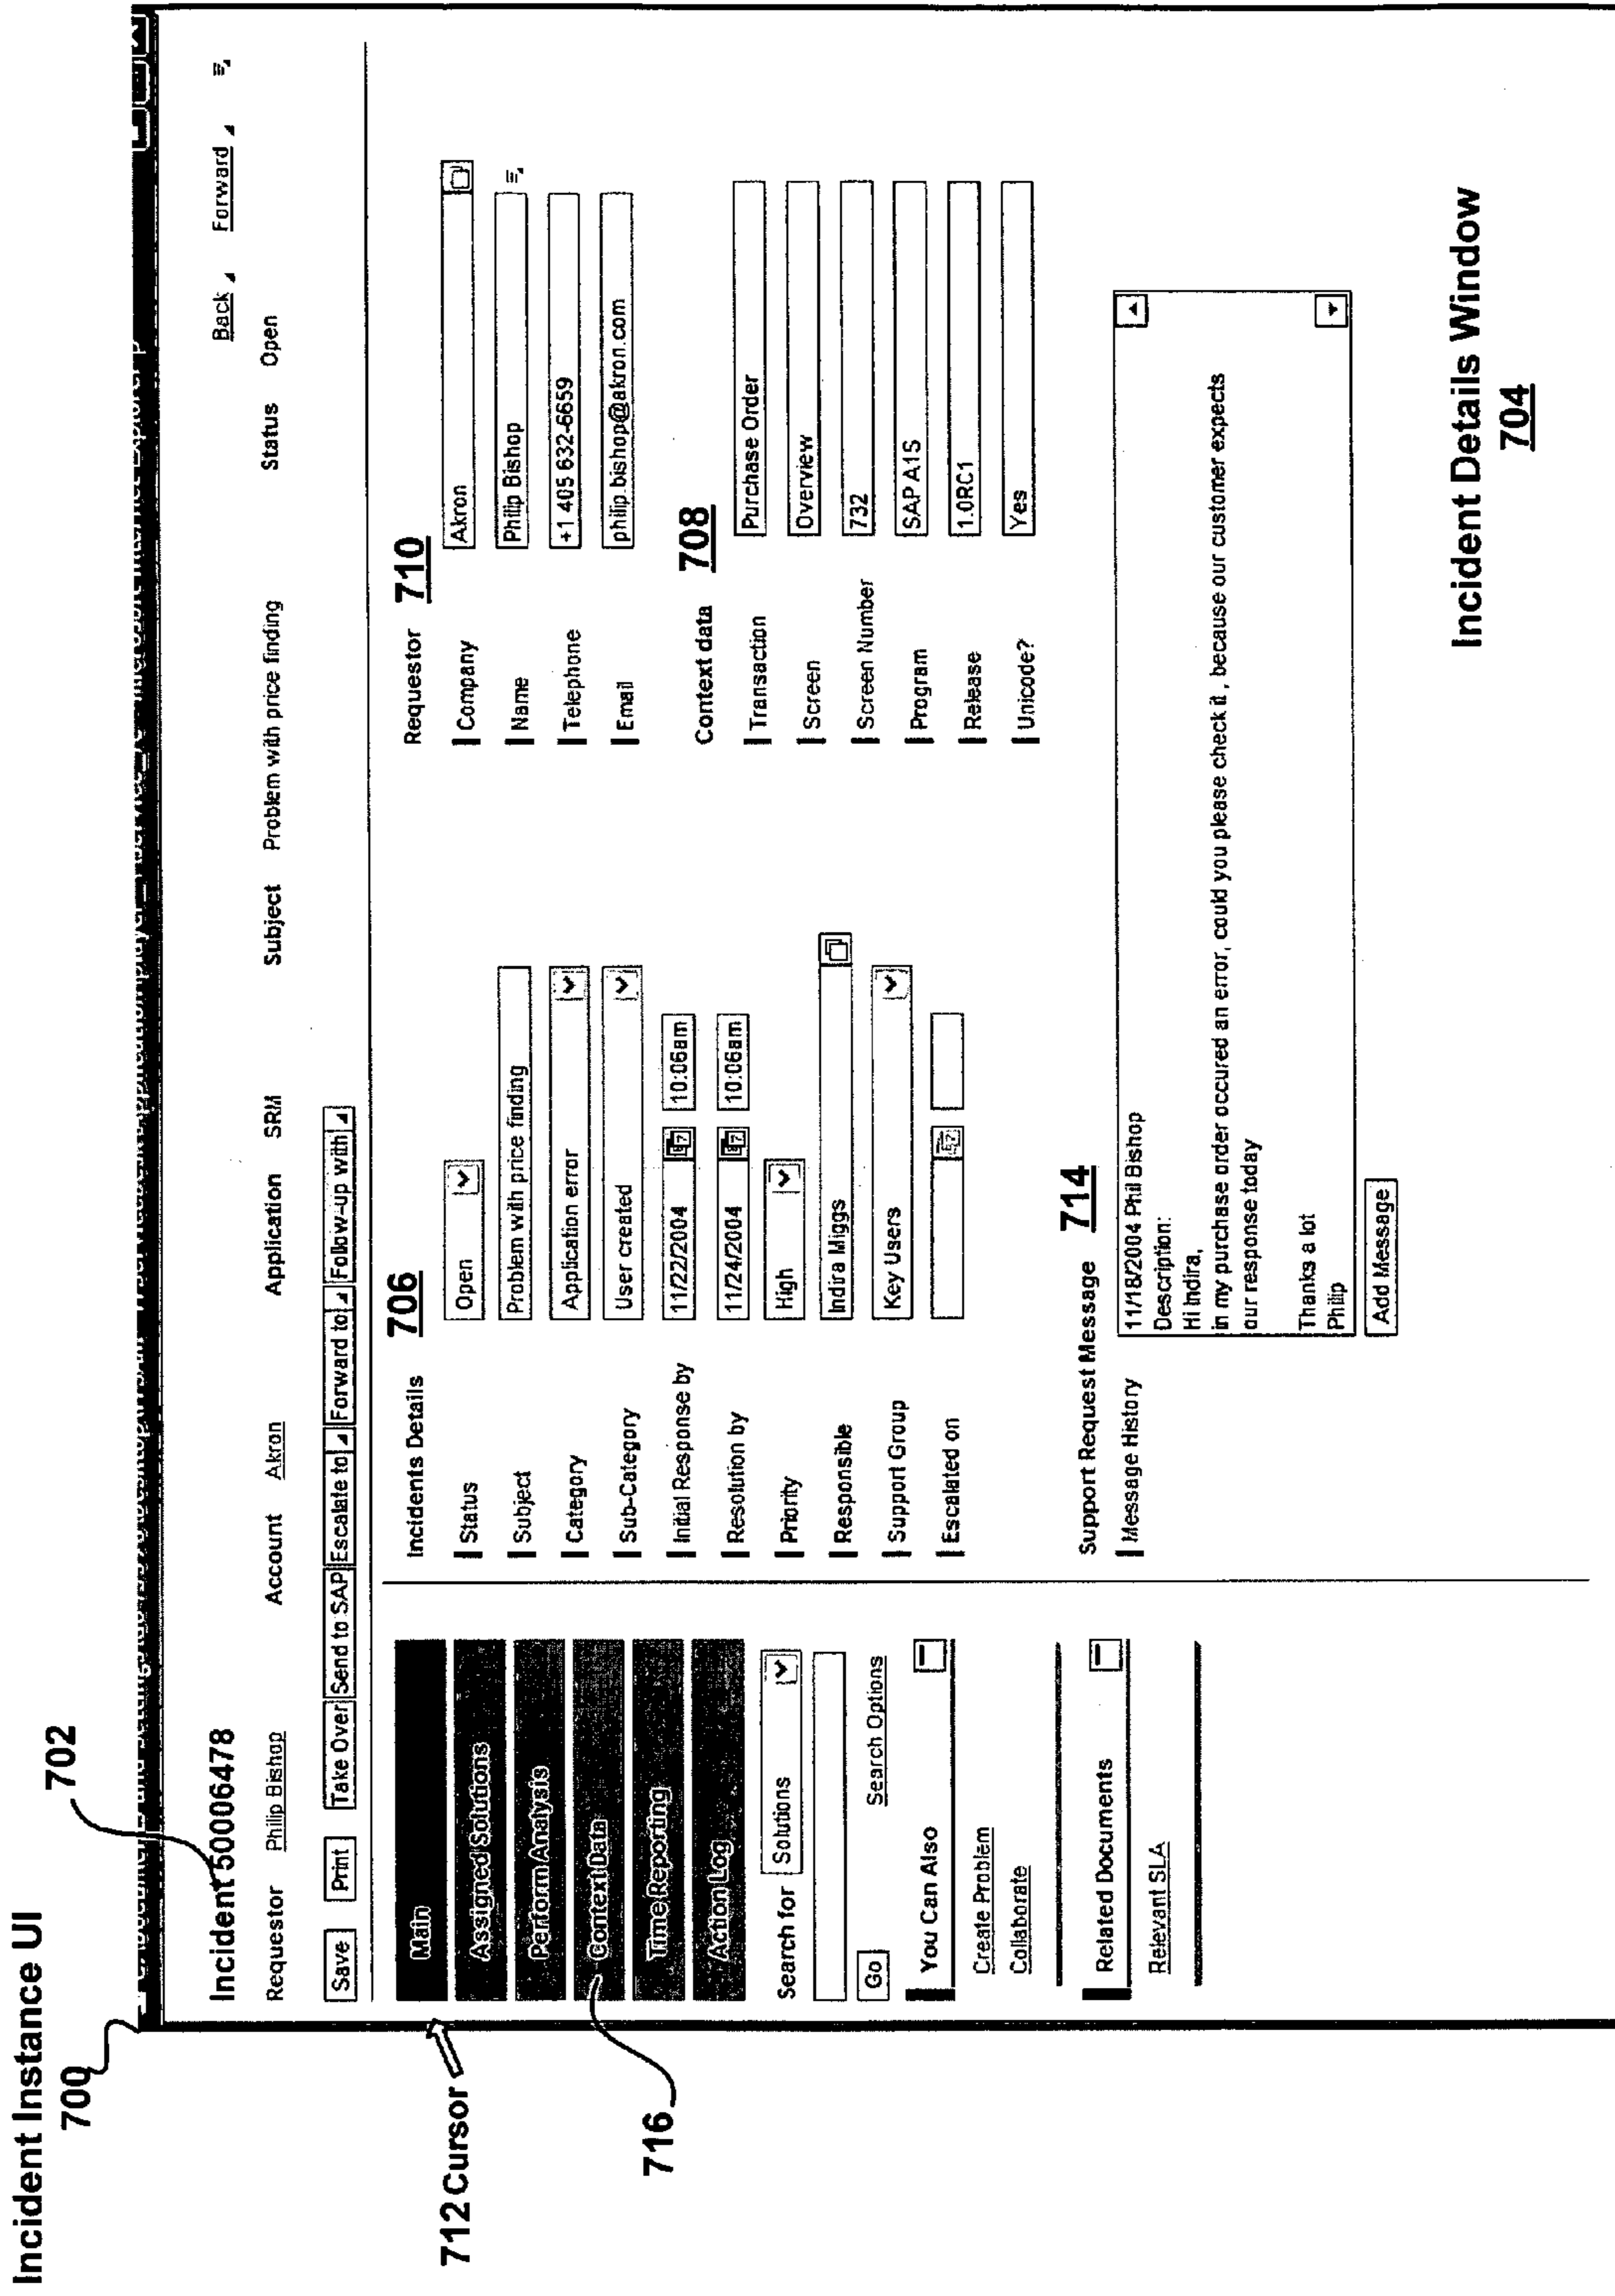 Incident Instance UI
700
702
Back Forward
Incident 50006478
Requestor Philip Bishop Account Akron Application SRM Subject Problem with price finding Status Open
Save Print Take Over Send to SAP Escalate to Forward to Follow-up with
712 Cursor
716
Main
Assigned Solutions
Perform Analysis
Context Data
Time Reporting
Action Log
Search for Solutions
Go Search Options
You Can Also
Create Problem
Collaborate
Related Documents
Relevant SLA
Incidents Details 706
Status Open
Subject Problem with price finding
Category Application error
Sub-Category User created
Initial Response by 11/22/2004 10:06am
Resolution by 11/24/2004 10:06am
Priority High
Responsible Indira Miggs
Support Group Key Users
Escalated on
Requestor 710
Company Akron
Name Philip Bishop
Telephone +1 405 632-6659
Email philip.bishop@akron.com
Context data 708
Transaction Purchase Order
Screen Overview
Screen Number 732
Program SAP A1S
Release 1.0RC1
Unicode? Yes
Support Request Message 714
Message History
11/18/2004 Phil Bishop
Description:
Hi Indira,
in my purchase order occured an error, could you please check it , because our customer expects
our response today
Thanks a lot
Philip
Add Message
Incident Details Window
704